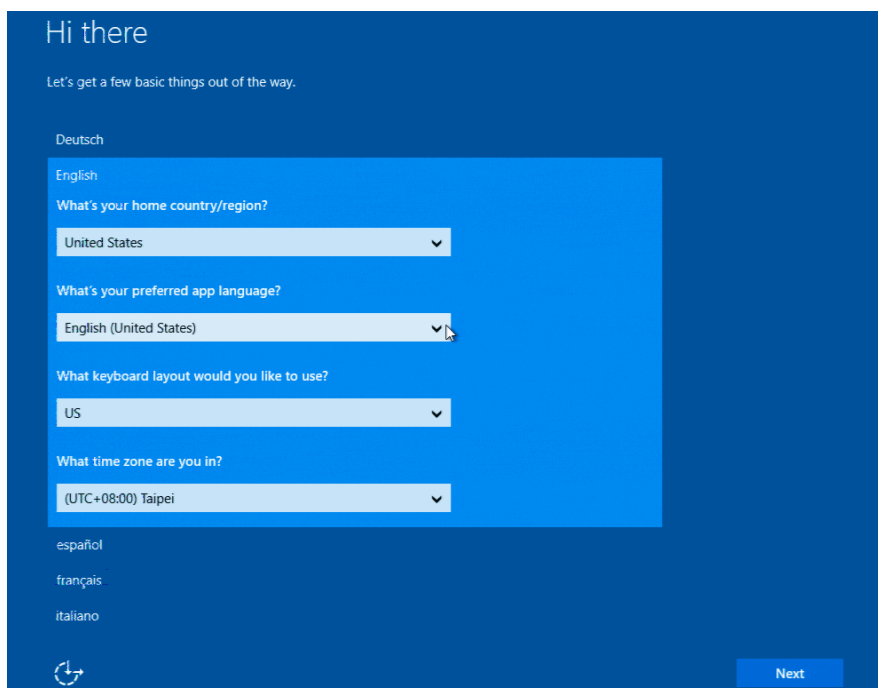 Hi there
Let's get a few basic things out of the way.
Deutsch
English
What's your home country/region?
United States
What's your preferred app language?
English (United States)
What keyboard layout would you like to use?
US
What time zone are you in?
(UTC+08:00) Taipei
español
français
italiano
Next